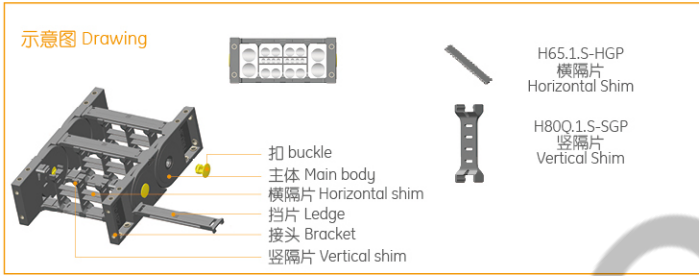 示意图 Drawing
H65.1.S-HGP
横隔片
Horizontal Shim
H80Q.1.S-SGP
竖隔片
Vertical Shim
扣 buckle
主体 Main body
横隔片 Horizontal shim
挡片 Ledge
接头 Bracket
竖隔片 Vertical shim